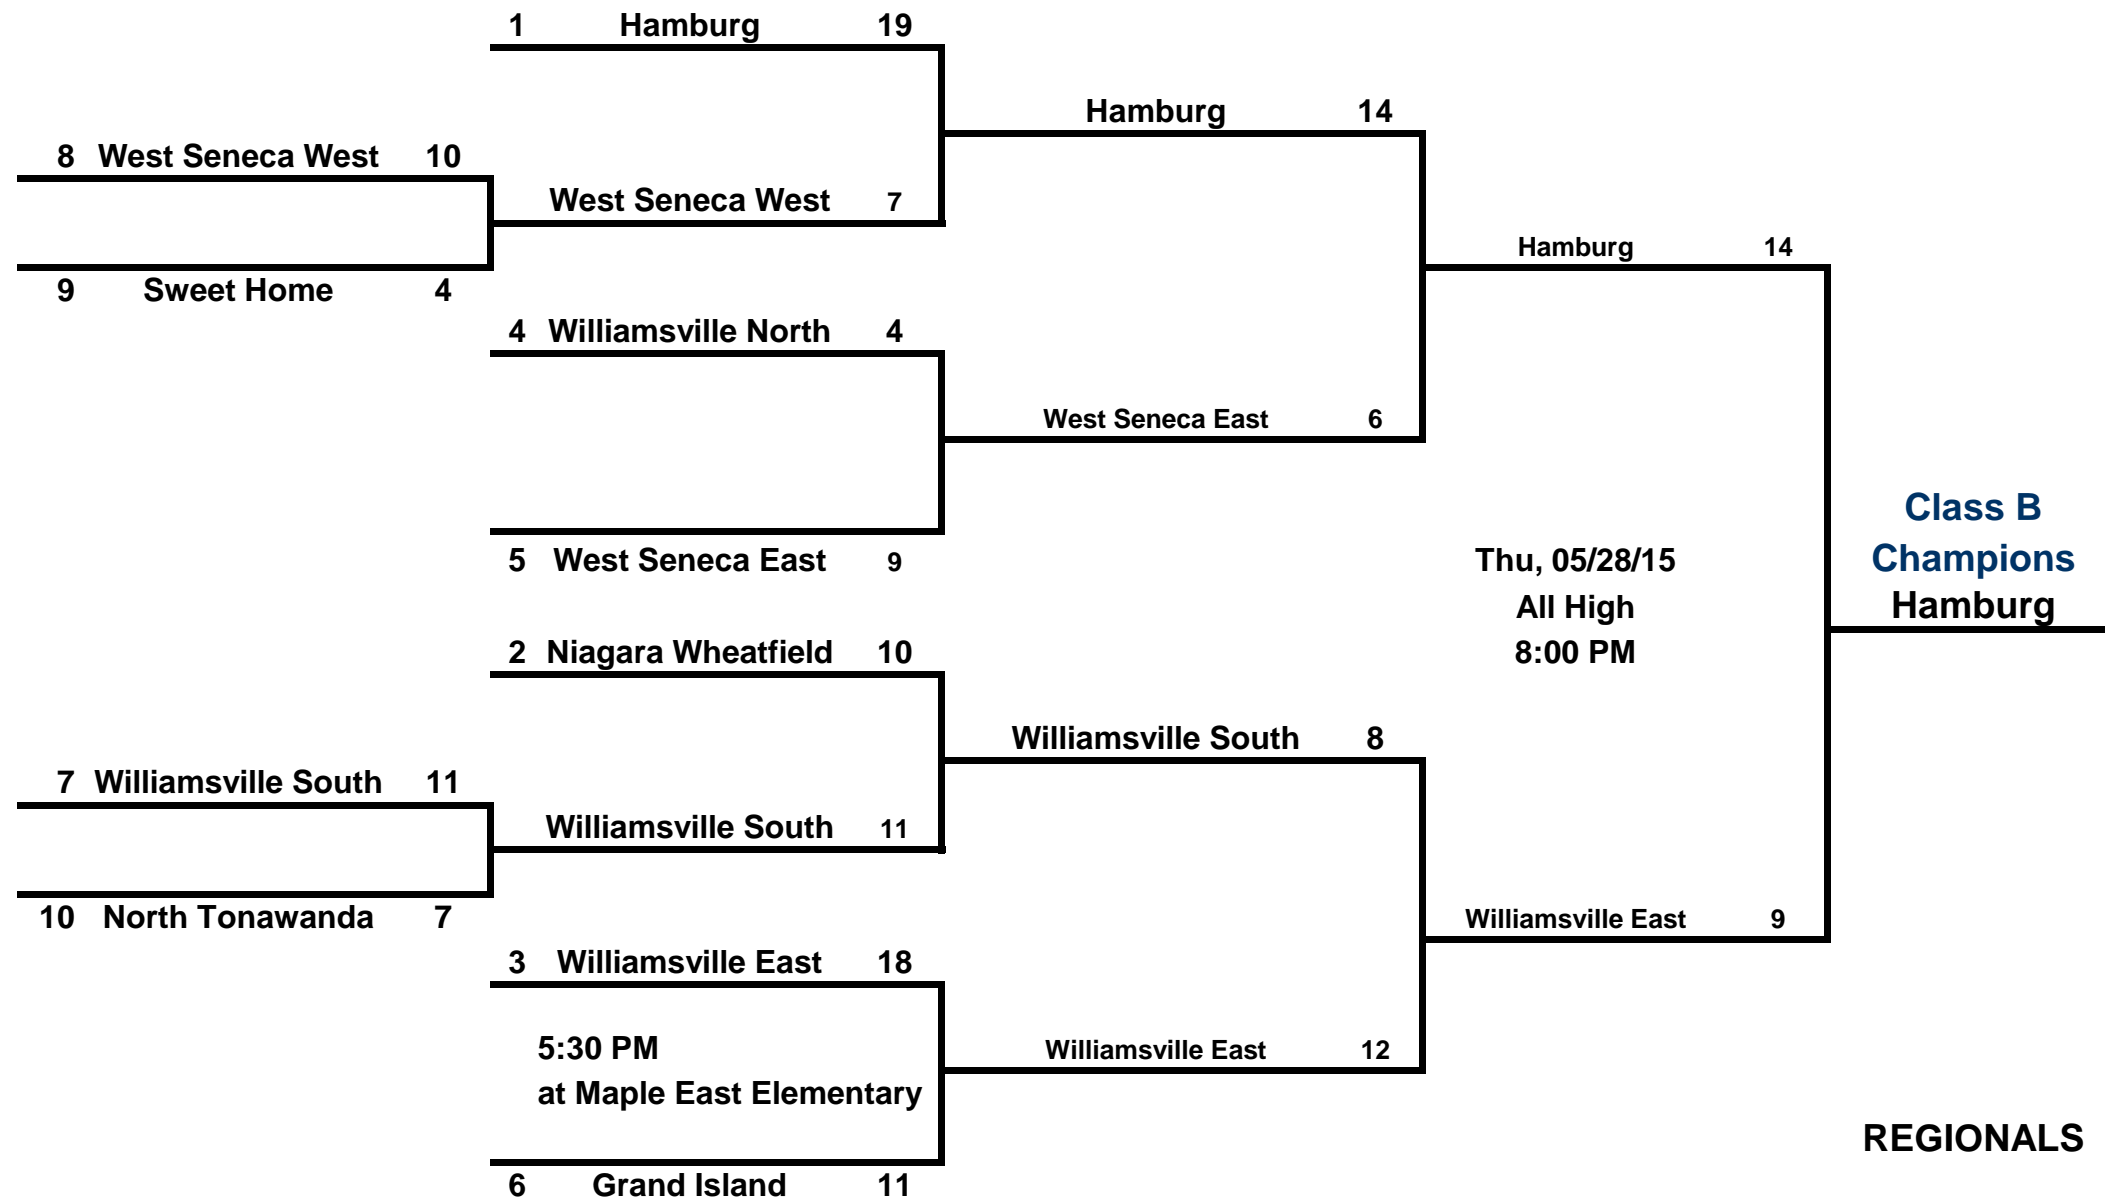 1 Hamburg 19
Hamburg 14
8 West Seneca West 10
West Seneca West 7
Hamburg 14
9 Sweet Home 4
4 Williamsville North 4
West Seneca East 6
Class B
Champions
Hamburg
5 West Seneca East 9
Thu, 05/28/15
All High
8:00 PM
2 Niagara Wheatfield 10
Williamsville South 8
7 Williamsville South 11
Williamsville South 11
10 North Tonawanda 7
Williamsville East 9
3 Williamsville East 18
5:30 PM
at Maple East Elementary
Williamsville East 12
REGIONALS
6 Grand Island 11